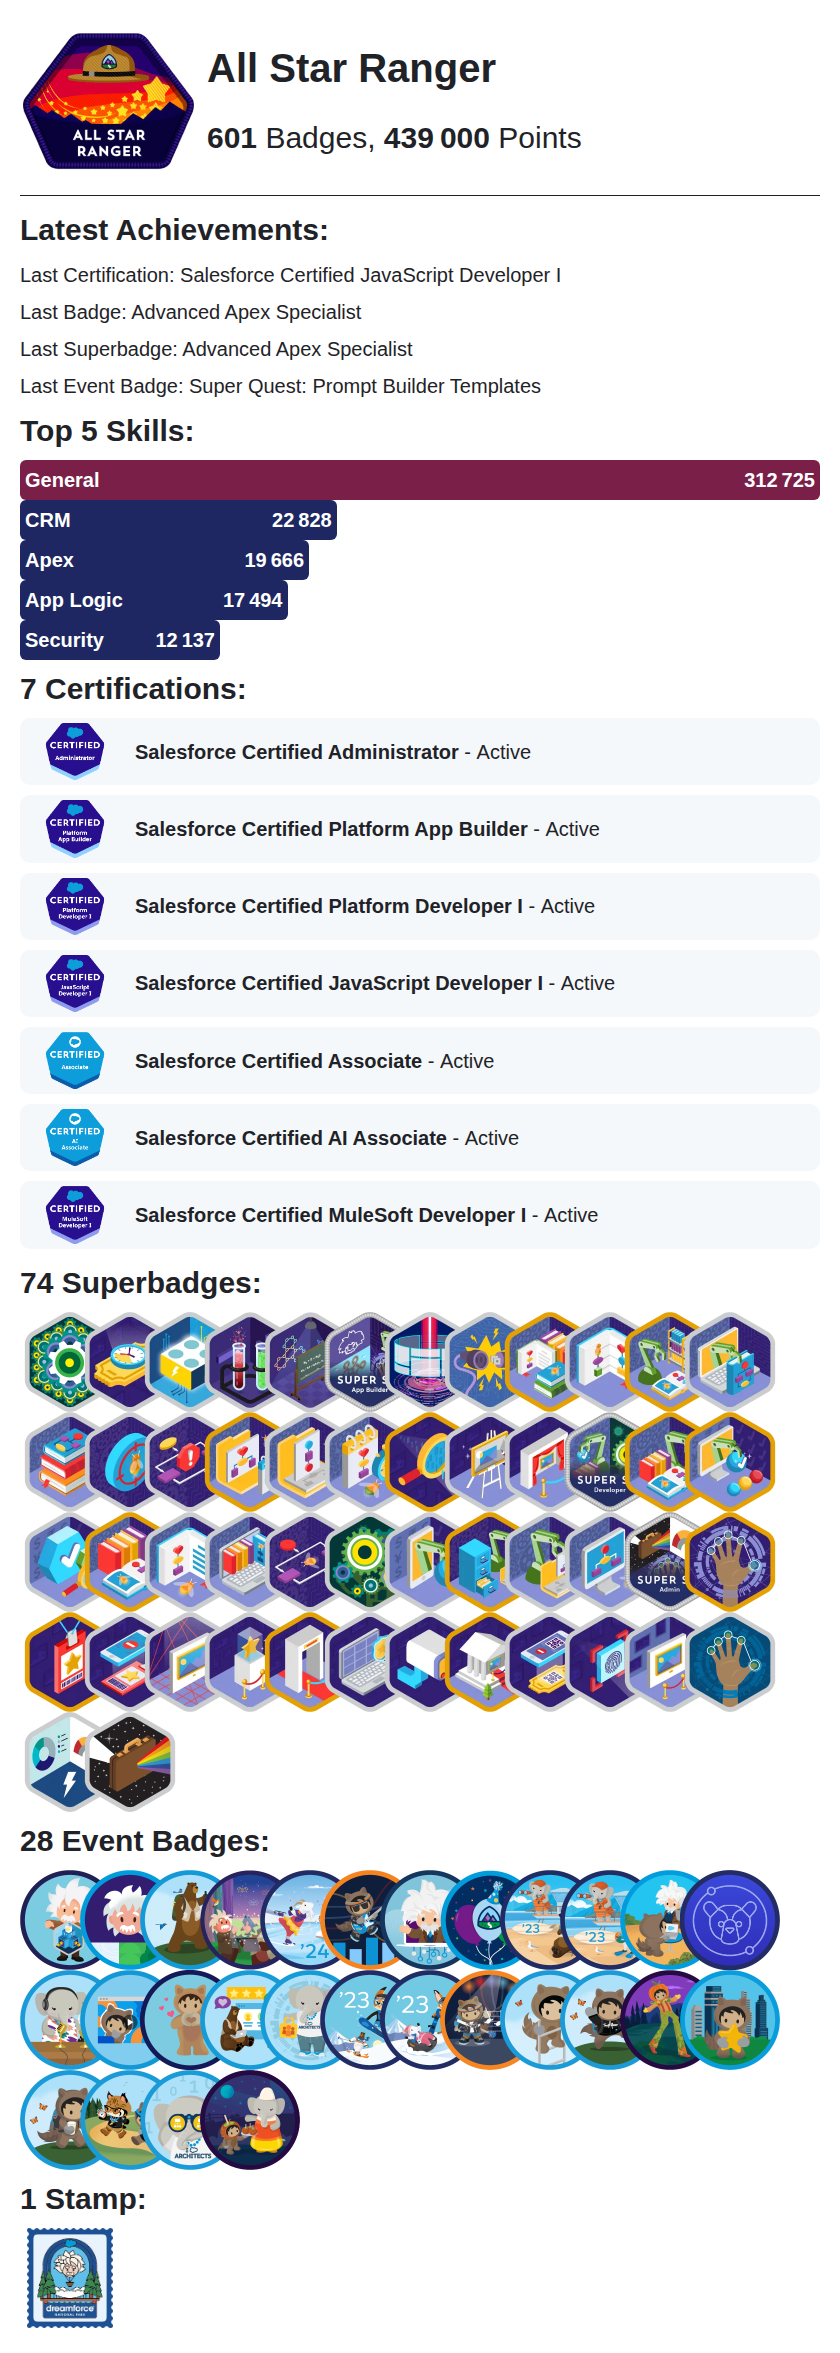 ALL STAR
RANGER
All Star Ranger
601 Badges, 439 000 Points
Latest Achievements:
Last Certification: Salesforce Certified JavaScript Developer I
Last Badge: Advanced Apex Specialist
Last Superbadge: Advanced Apex Specialist
Last Event Badge: Super Quest: Prompt Builder Templates
Top 5 Skills:
General 312 725
CRM 22 828
Apex 19 666
App Logic 17 494
Security 12 137
7 Certifications:
CERTIFIED
Administrator
Salesforce Certified Administrator - Active
CERTIFIED
Platform
App Builder
Salesforce Certified Platform App Builder - Active
CERTIFIED
Platform
Developer I
Salesforce Certified Platform Developer I - Active
CERTIFIED
JavaScript
Developer I
Salesforce Certified JavaScript Developer I - Active
CERTIFIED
Associate
Salesforce Certified Associate - Active
CERTIFIED
AI
Associate
Salesforce Certified AI Associate - Active
CERTIFIED
MuleSoft
Developer I
Salesforce Certified MuleSoft Developer I - Active
74 Superbadges:
SUPER S
App Builder
SUPER S
Developer
SUPER S
Admin
28 Event Badges:
'24
'23
'23
'23
'23
ARCHITECTS
1 Stamp:
dreamforce
NATIONAL PARK